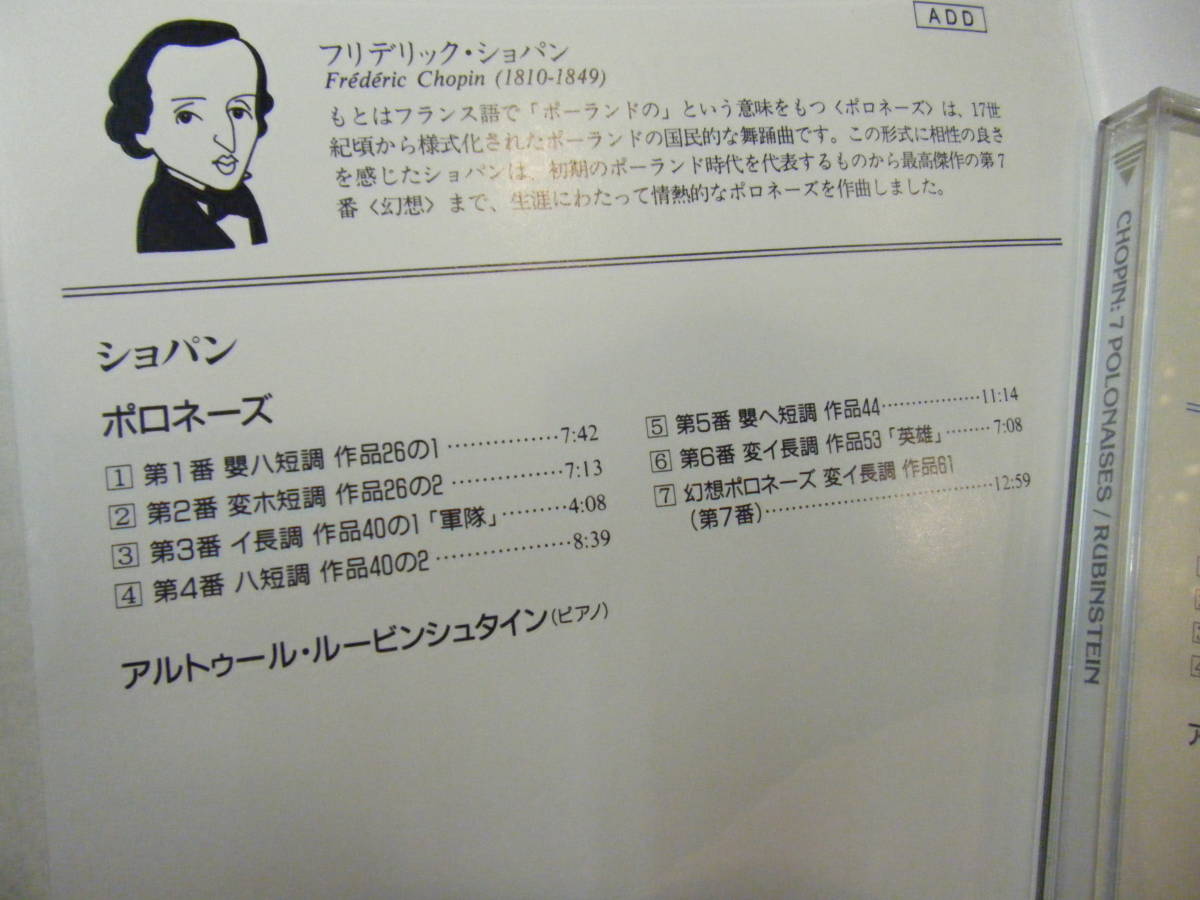 ADD
フリデリック・ショパン
Frédéric Chopin (1810-1849)
もとはフランス語で「ポーランドの」という意味をもつ〈ポロネーズ〉は、17世
紀頃から様式化されたポーランドの国民的な舞踊曲です。この形式に相性の良さ
を感じたショパンは、初期のポーランド時代を代表するものから最高傑作の第7
番〈幻想〉まで、生涯にわたって情熱的なポロネーズを作曲しました。
ショパン
ポロネーズ
1 第1番 嬰ハ短調 作品26の1 ……………7:42
2 第2番 変ホ短調 作品26の2 ……………7:13
3 第3番 イ長調 作品40の1「軍隊」………4:08
4 第4番 ハ短調 作品40の2 ………………8:39
5 第5番 嬰ヘ短調 作品44………………11:14
6 第6番 変イ長調 作品53「英雄」………7:08
7 幻想ポロネーズ 変イ長調 作品61
(第7番)……………………………………12:59
アルトゥール・ルービンシュタイン(ピアノ)
CHOPIN: 7 POLONAISES / RUBINSTEIN